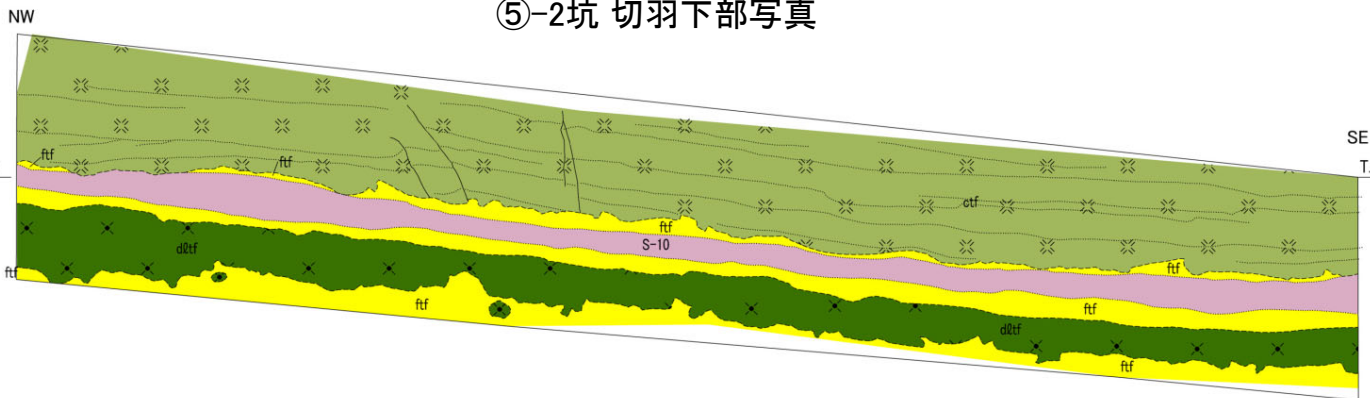 ⑤-2坑 切羽下部写真
NW
SE
T.
ftf
ftf
ctf
ftf
S-10
dℓtf
ftf
ftf
ftf
ftf
dℓtf
ftf